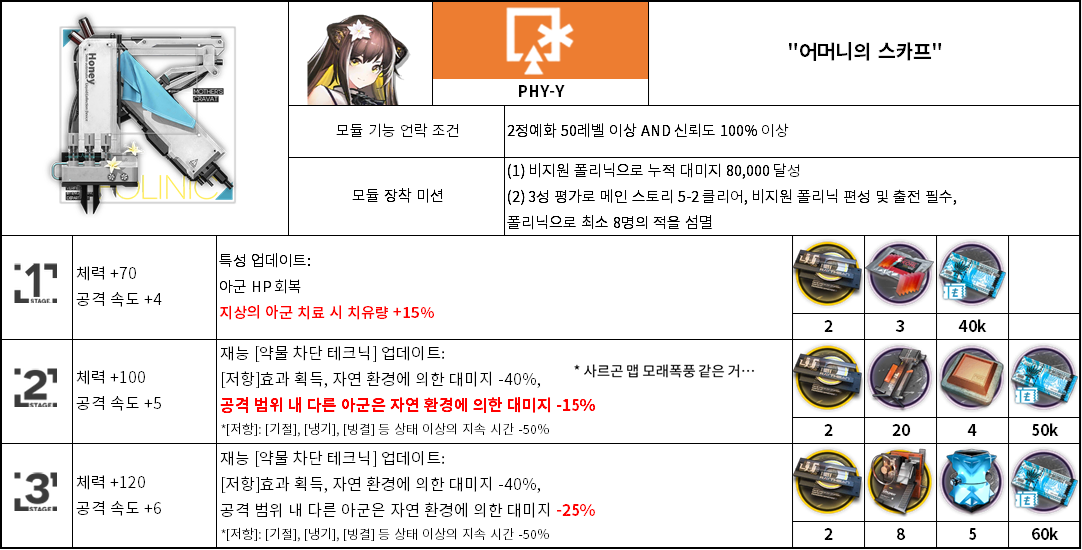 Honey
MOTHER'S
CRAVAT
CLINIC
PHY-Y
"어머니의 스카프"
모듈 기능 언락 조건
2정예화 50레벨 이상 AND 신뢰도 100% 이상
모듈 장착 미션
(1) 비지원 폴리닉으로 누적 대미지 80,000 달성
(2) 3성 평가로 메인 스토리 5-2 클리어, 비지원 폴리닉 편성 및 출전 필수,
폴리닉으로 최소 8명의 적을 섬멸
1
STAGE
체력 +70
공격 속도 +4
특성 업데이트:
아군 HP 회복
지상의 아군 치료 시 치유량 +15%
2
3
40k
2
STAGE
체력 +100
공격 속도 +5
재능 [약물 차단 테크닉] 업데이트:
[저항]효과 획득, 자연 환경에 의한 대미지 -40%,
* 사르곤 맵 모래폭풍 같은 거…
공격 범위 내 다른 아군은 자연 환경에 의한 대미지 -15%
*[저항]: [기절], [냉기], [빙결] 등 상태 이상의 지속 시간 -50%
2
20
4
50k
3
STAGE
체력 +120
공격 속도 +6
재능 [약물 차단 테크닉] 업데이트:
[저항]효과 획득, 자연 환경에 의한 대미지 -40%,
공격 범위 내 다른 아군은 자연 환경에 의한 대미지 -25%
*[저항]: [기절], [냉기], [빙결] 등 상태 이상의 지속 시간 -50%
2
8
5
60k